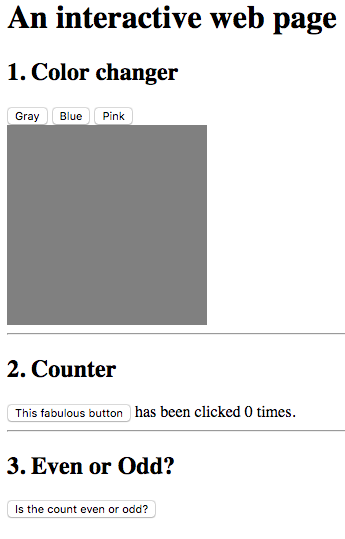 An interactive web page
1. Color changer
Gray Blue Pink
2. Counter
This fabulous button has been clicked 0 times.
3. Even or Odd?
Is the count even or odd?